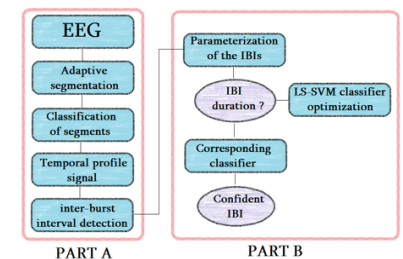 EEG
Adaptive
segmentation
Classification
of segments
Temporal profile
signal
inter-burst
interval detection
PART A
Parameterization
of the IBIs
IBI
duration ?
LS-SVM classifier
optimization
Corresponding
classifier
Confident
IBI
PART B